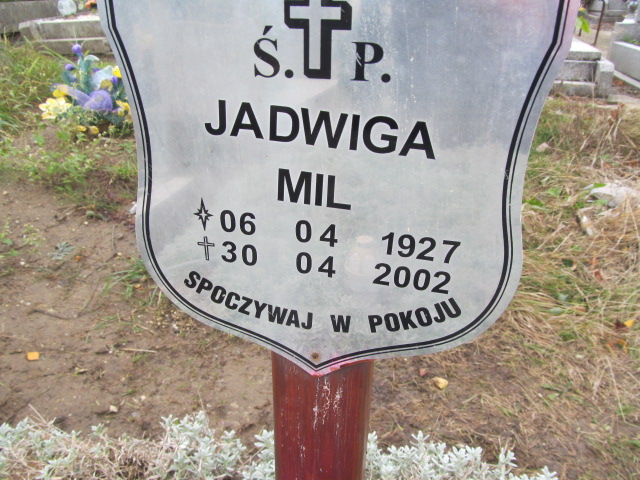 Ś. P.
JADWIGA
MIL
06 04 1927
30 04 2002
SPOCZYWAJ W POKOJU